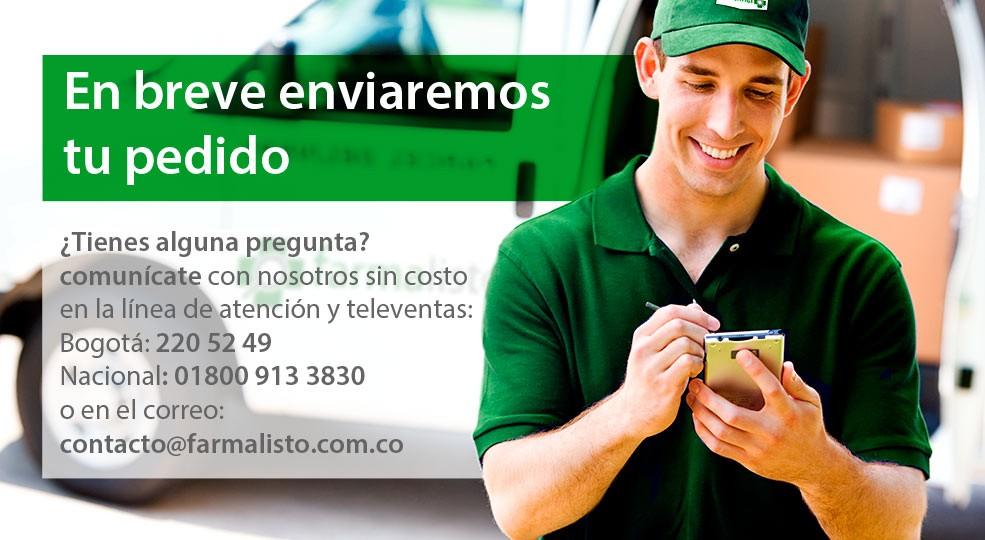 En breve enviaremos
tu pedido
¿Tienes alguna pregunta?
comunícate con nosotros sin costo
en la línea de atención y televentas:
Bogotá: 220 52 49
Nacional: 01800 913 3830
o en el correo:
contacto@farmalisto.com.co
farmalisto